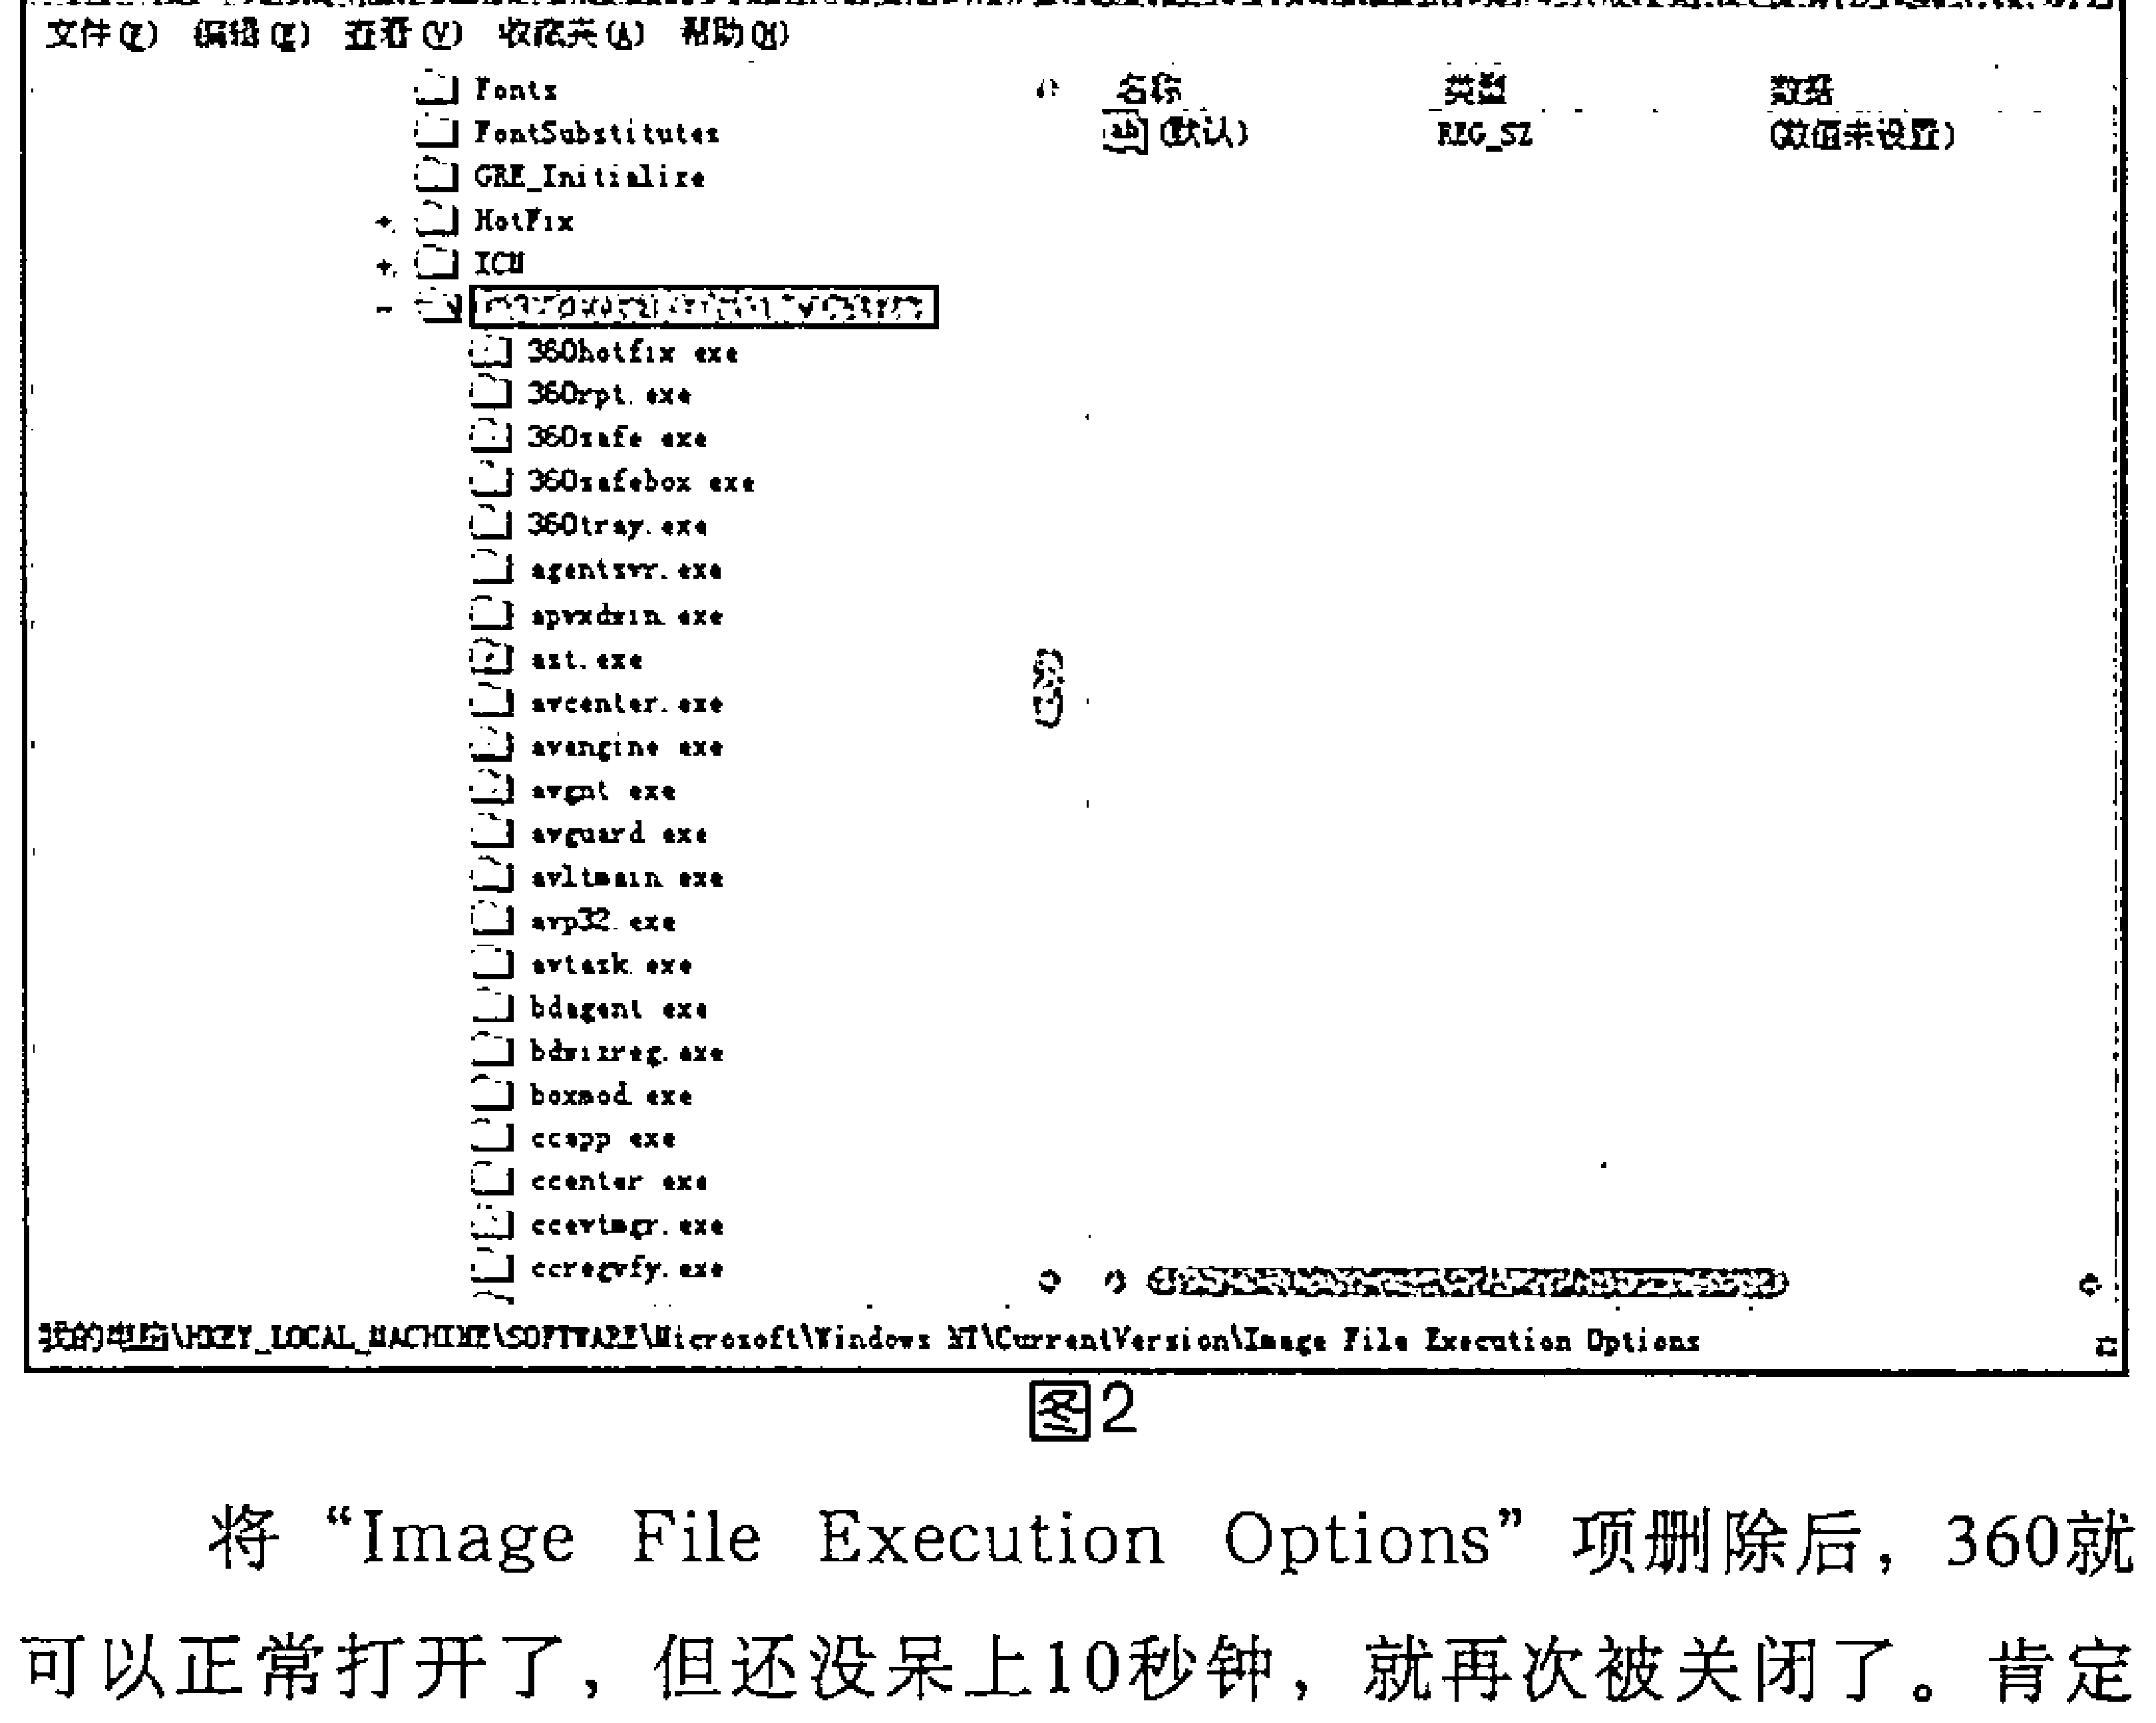 文件(F) 编辑(E) 查看(V) 收藏夹(A) 帮助(H)
Fonts
名称 类型 数据
FontSubstitutes
(默认) REG_SZ (数值未设置)
GRE_Initialize
HotFix
ICM
360hotfix.exe
360rpt.exe
360safe.exe
360safebox.exe
360tray.exe
agentsvr.exe
apvxdwin.exe
ast.exe
avcenter.exe
avengine.exe
avgnt.exe
avguard.exe
avltmain.exe
avp32.exe
avtask.exe
bdagent.exe
bdwizreg.exe
boxmod.exe
ccapp.exe
ccenter.exe
ccevtmgr.exe
ccregvfy.exe
我的电脑\HKEY_LOCAL_MACHINE\SOFTWARE\Microsoft\Windows NT\CurrentVersion\Image File Execution Options
图2
将“Image File Execution Options”项删除后，360就
可以正常打开了，但还没呆上10秒钟，就再次被关闭了。肯定